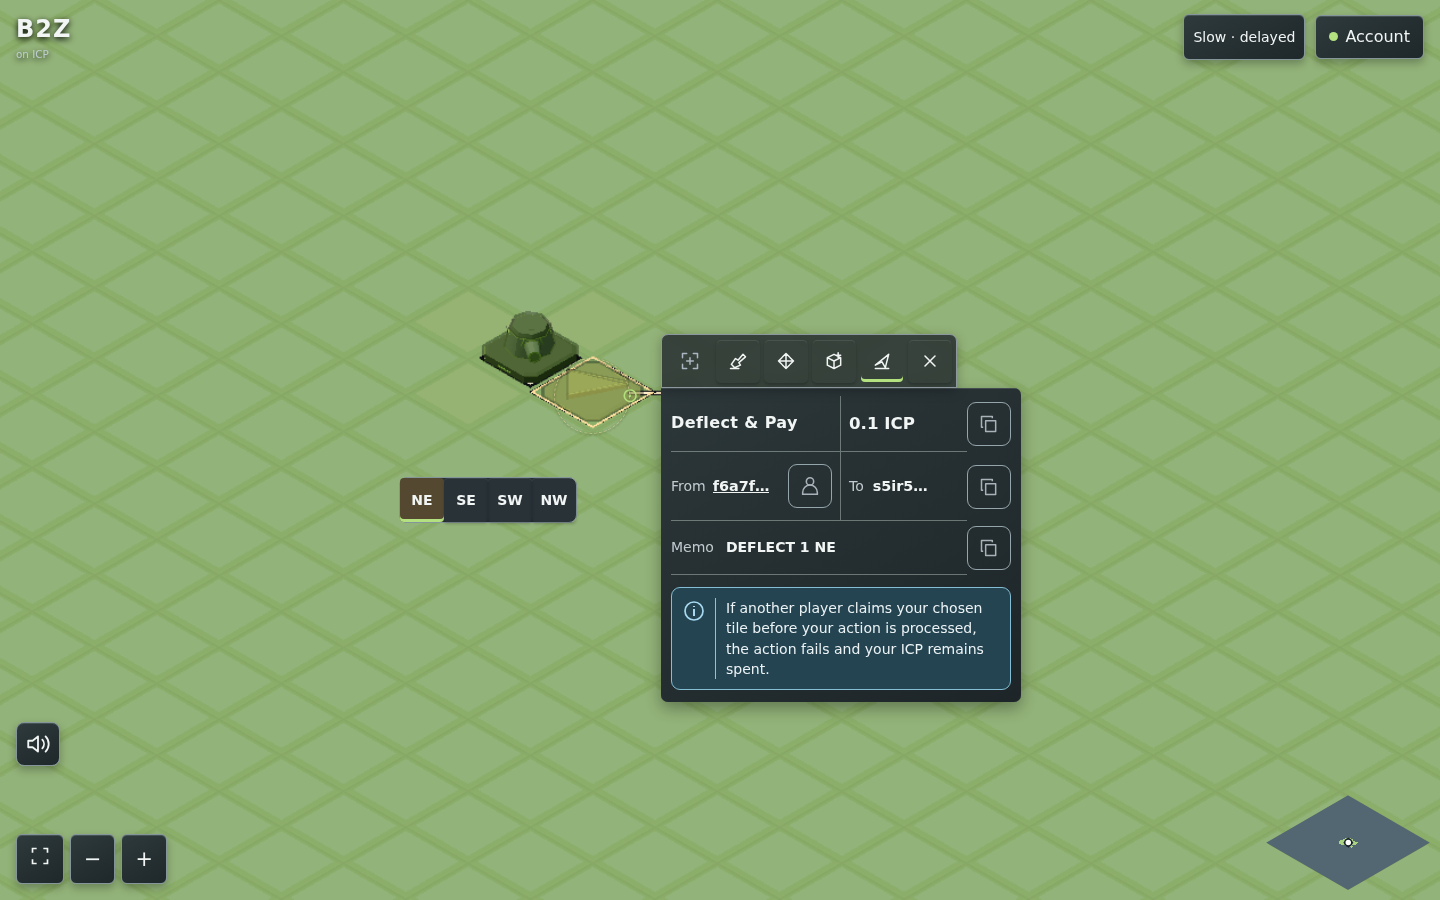 B2Z
on ICP
Slow · delayed
Account
Deflect & Pay
0.1 ICP
From f6a7f...
To s5ir5...
NE SE SW NW
Memo DEFLECT 1 NE
If another player claims your chosen
tile before your action is processed,
the action fails and your ICP remains
spent.